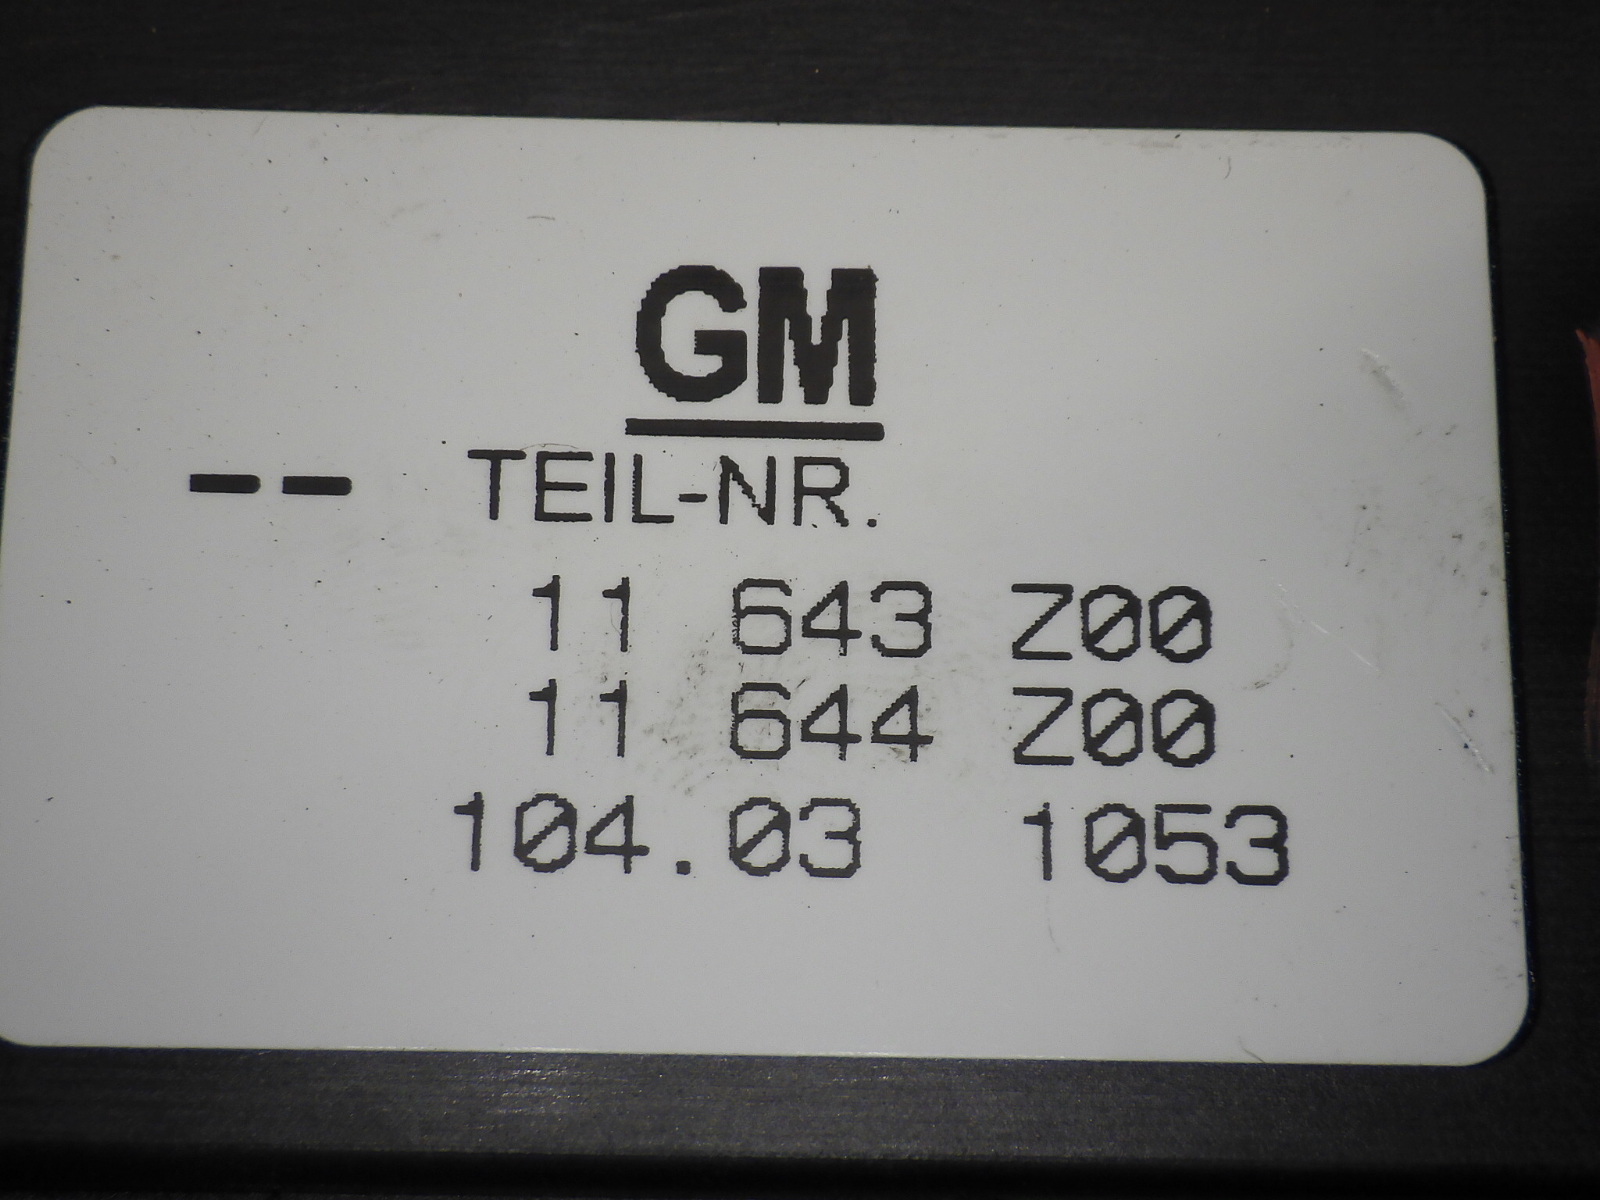 GM
-- TEIL-NR.
11 643 Z00
11 644 Z00
104.03 1053